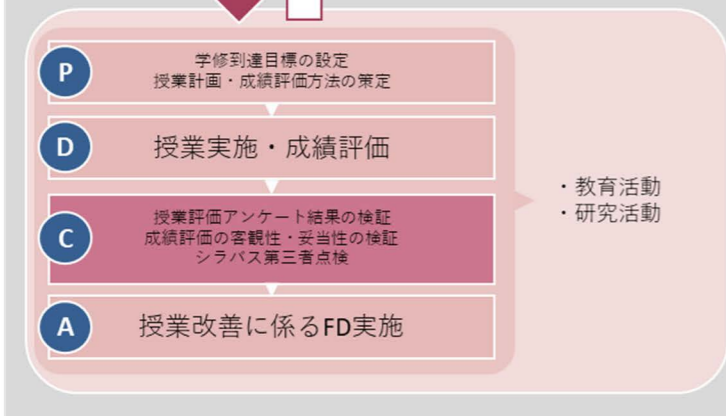 P
学修到達目標の設定
授業計画・成績評価方法の策定
D
授業実施・成績評価
C
授業評価アンケート結果の検証
成績評価の客観性・妥当性の検証
シラバス第三者点検
A
授業改善に係るFD実施
・教育活動
・研究活動